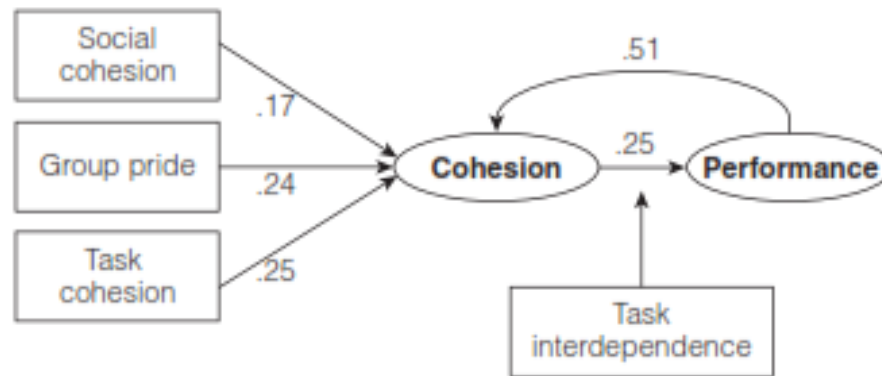 Social
cohesion
.51
.17
Group pride
.24
Cohesion
.25
Performance
Task
cohesion
.25
Task
interdependence